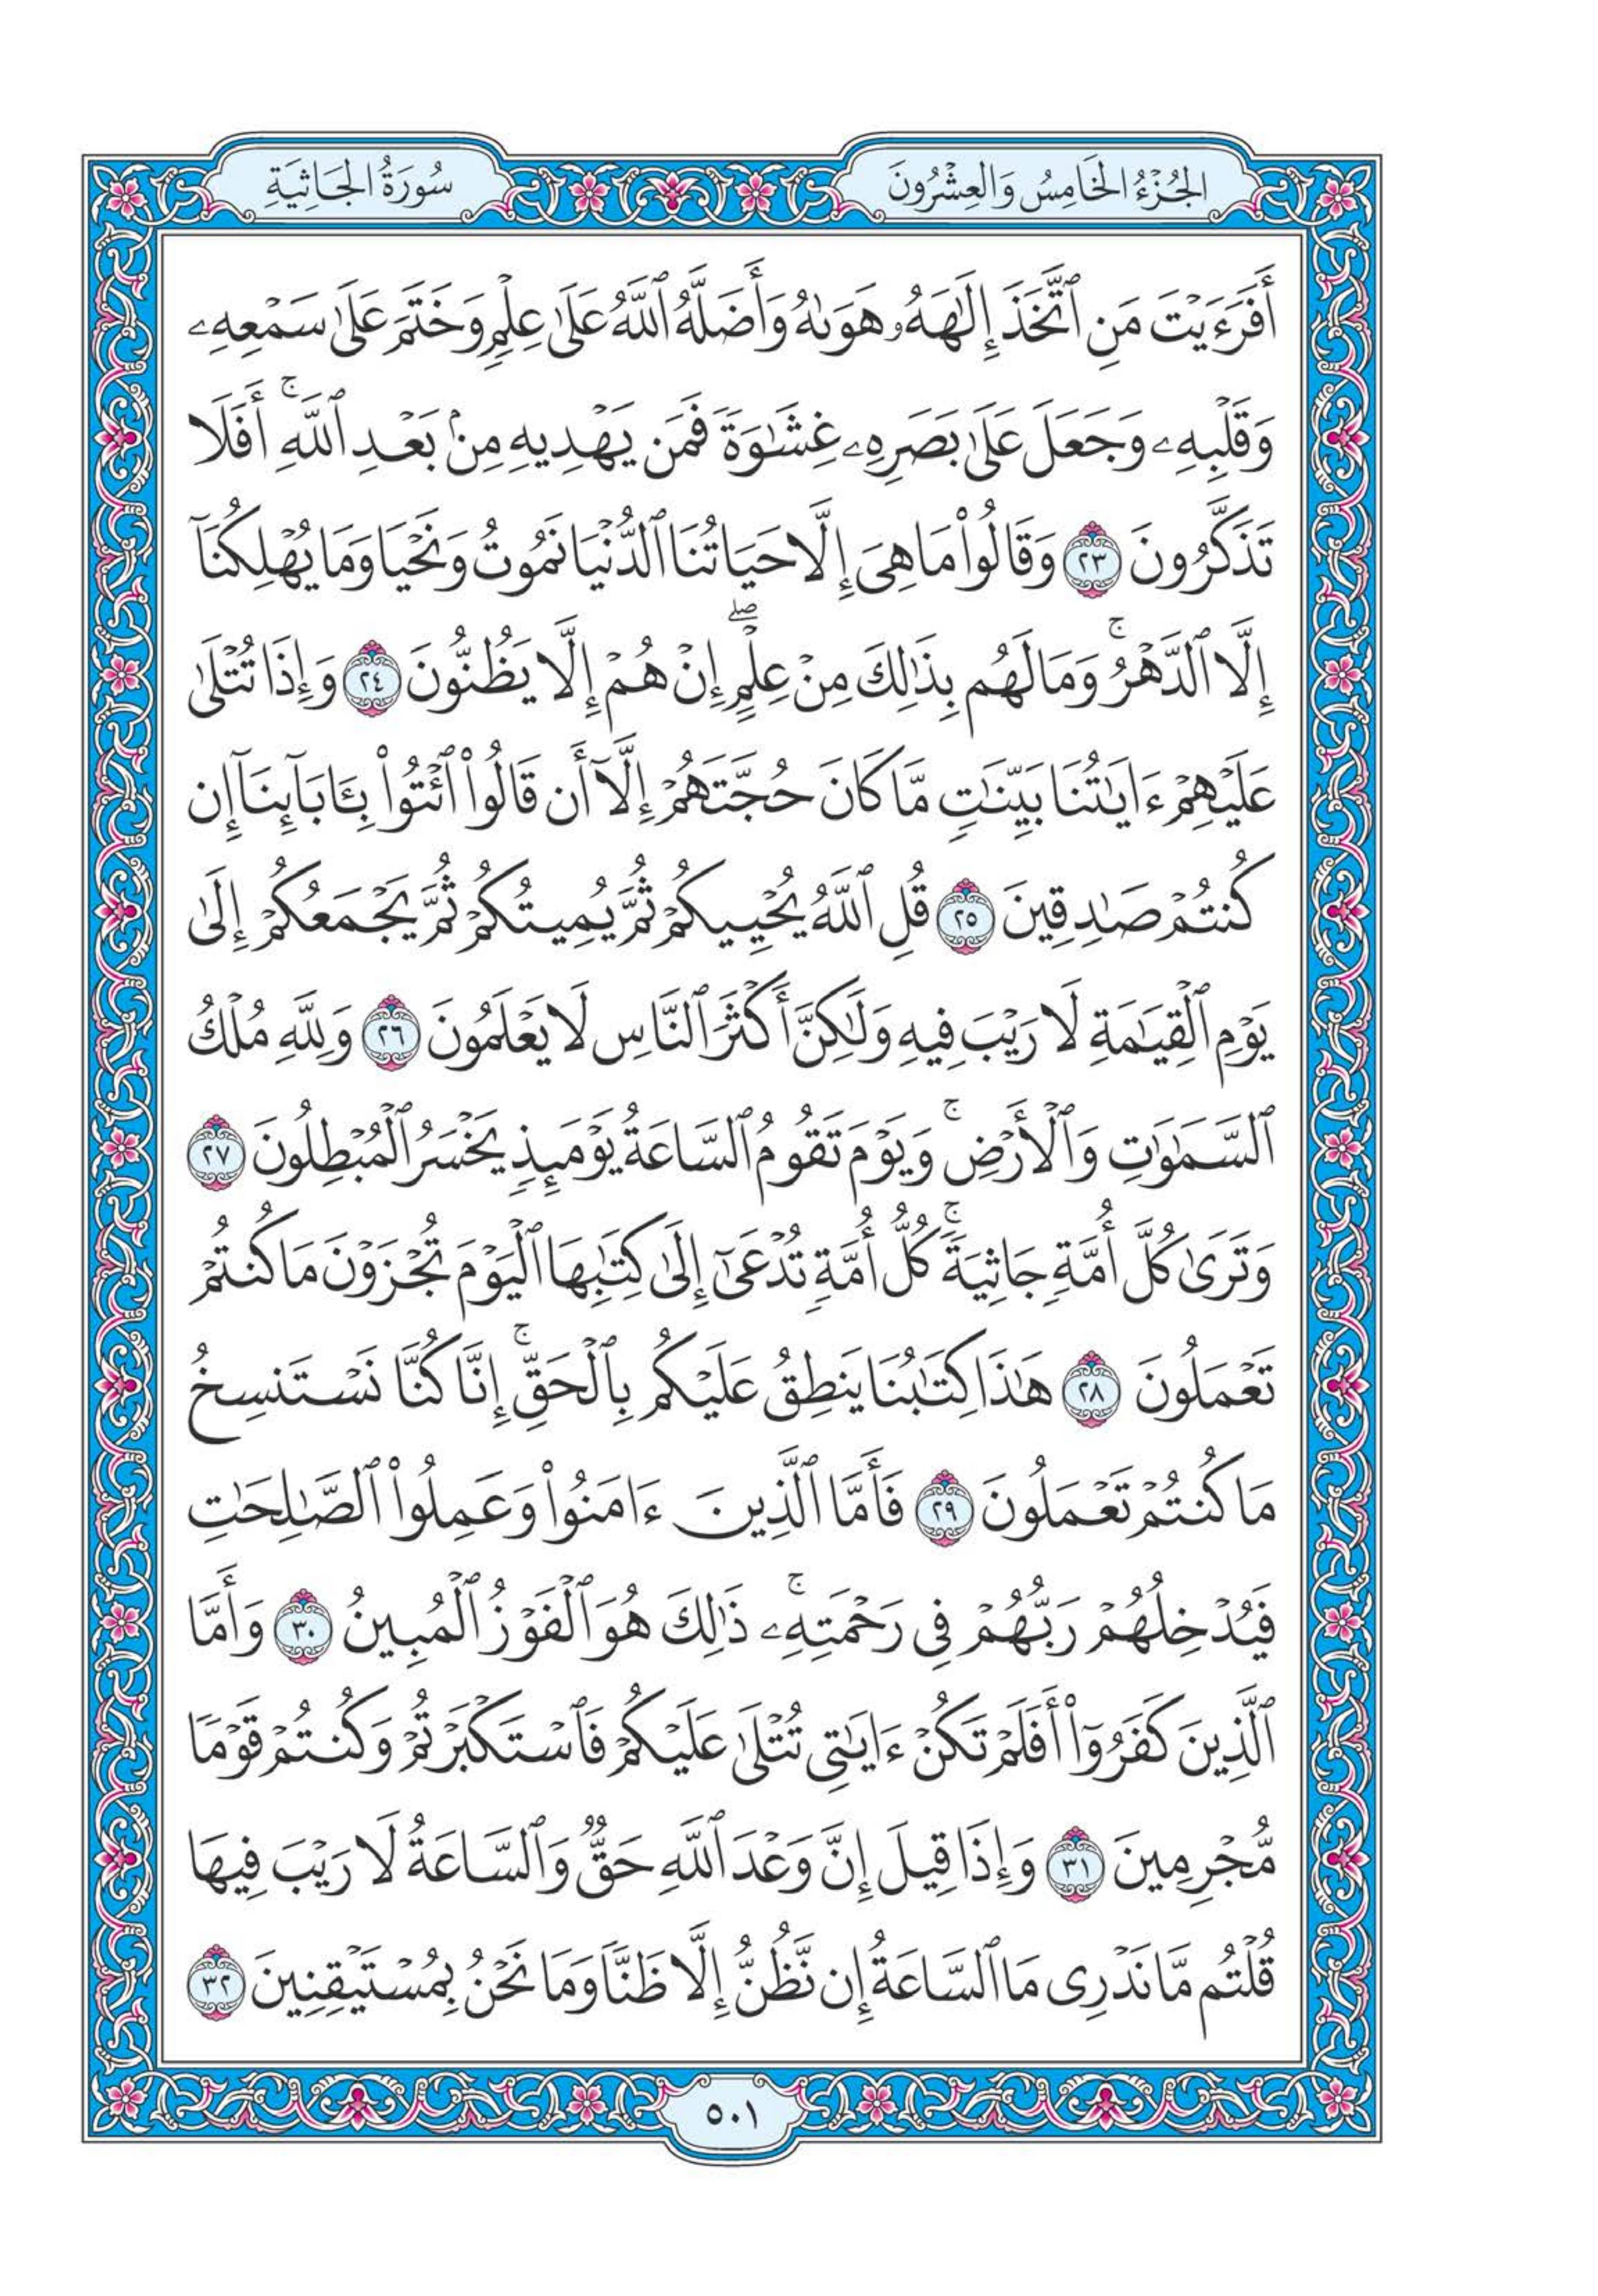 الجُزْءُ الخَامِسُ وَالعِشْرُونَ
سُورَةُ الجَاثِيَةِ
أَفَرَءَيْتَ مَنِ ٱتَّخَذَ إِلَٰهَهُۥ هَوَىٰهُ وَأَضَلَّهُ ٱللَّهُ عَلَىٰ عِلْمٍ وَخَتَمَ عَلَىٰ سَمْعِهِۦ
وَقَلْبِهِۦ وَجَعَلَ عَلَىٰ بَصَرِهِۦ غِشَٰوَةً فَمَن يَهْدِيهِ مِنۢ بَعْدِ ٱللَّهِۚ أَفَلَا
تَذَكَّرُونَ ٢٣ وَقَالُوا۟ مَا هِىَ إِلَّا حَيَاتُنَا ٱلدُّنْيَا نَمُوتُ وَنَحْيَا وَمَا يُهْلِكُنَآ
إِلَّا ٱلدَّهْرُۚ وَمَا لَهُم بِذَٰلِكَ مِنْ عِلْمٍۖ إِنْ هُمْ إِلَّا يَظُنُّونَ ٢٤ وَإِذَا تُتْلَىٰ
عَلَيْهِمْ ءَايَٰتُنَا بَيِّنَٰتٍ مَّا كَانَ حُجَّتَهُمْ إِلَّآ أَن قَالُوا۟ ٱئْتُوا۟ بِـَٔابَآئِنَآ إِن
كُنتُمْ صَٰدِقِينَ ٢٥ قُلِ ٱللَّهُ يُحْيِيكُمْ ثُمَّ يُمِيتُكُمْ ثُمَّ يَجْمَعُكُمْ إِلَىٰ
يَوْمِ ٱلْقِيَٰمَةِ لَا رَيْبَ فِيهِ وَلَٰكِنَّ أَكْثَرَ ٱلنَّاسِ لَا يَعْلَمُونَ ٢٦ وَلِلَّهِ مُلْكُ
ٱلسَّمَٰوَٰتِ وَٱلْأَرْضِۚ وَيَوْمَ تَقُومُ ٱلسَّاعَةُ يَوْمَئِذٍ يَخْسَرُ ٱلْمُبْطِلُونَ ٢٧
وَتَرَىٰ كُلَّ أُمَّةٍ جَاثِيَةًۚ كُلُّ أُمَّةٍ تُدْعَىٰٓ إِلَىٰ كِتَٰبِهَا ٱلْيَوْمَ تُجْزَوْنَ مَا كُنتُمْ
تَعْمَلُونَ ٢٨ هَٰذَا كِتَٰبُنَا يَنطِقُ عَلَيْكُم بِٱلْحَقِّۚ إِنَّا كُنَّا نَسْتَنسِخُ
مَا كُنتُمْ تَعْمَلُونَ ٢٩ فَأَمَّا ٱلَّذِينَ ءَامَنُوا۟ وَعَمِلُوا۟ ٱلصَّٰلِحَٰتِ
فَيُدْخِلُهُمْ رَبُّهُمْ فِى رَحْمَتِهِۦۚ ذَٰلِكَ هُوَ ٱلْفَوْزُ ٱلْمُبِينُ ٣٠ وَأَمَّا
ٱلَّذِينَ كَفَرُوٓا۟ أَفَلَمْ تَكُنْ ءَايَٰتِى تُتْلَىٰ عَلَيْكُمْ فَٱسْتَكْبَرْتُمْ وَكُنتُمْ قَوْمًا
مُّجْرِمِينَ ٣١ وَإِذَا قِيلَ إِنَّ وَعْدَ ٱللَّهِ حَقٌّ وَٱلسَّاعَةُ لَا رَيْبَ فِيهَا
قُلْتُم مَّا نَدْرِى مَا ٱلسَّاعَةُ إِن نَّظُنُّ إِلَّا ظَنًّا وَمَا نَحْنُ بِمُسْتَيْقِنِينَ ٣٢
٥٠١